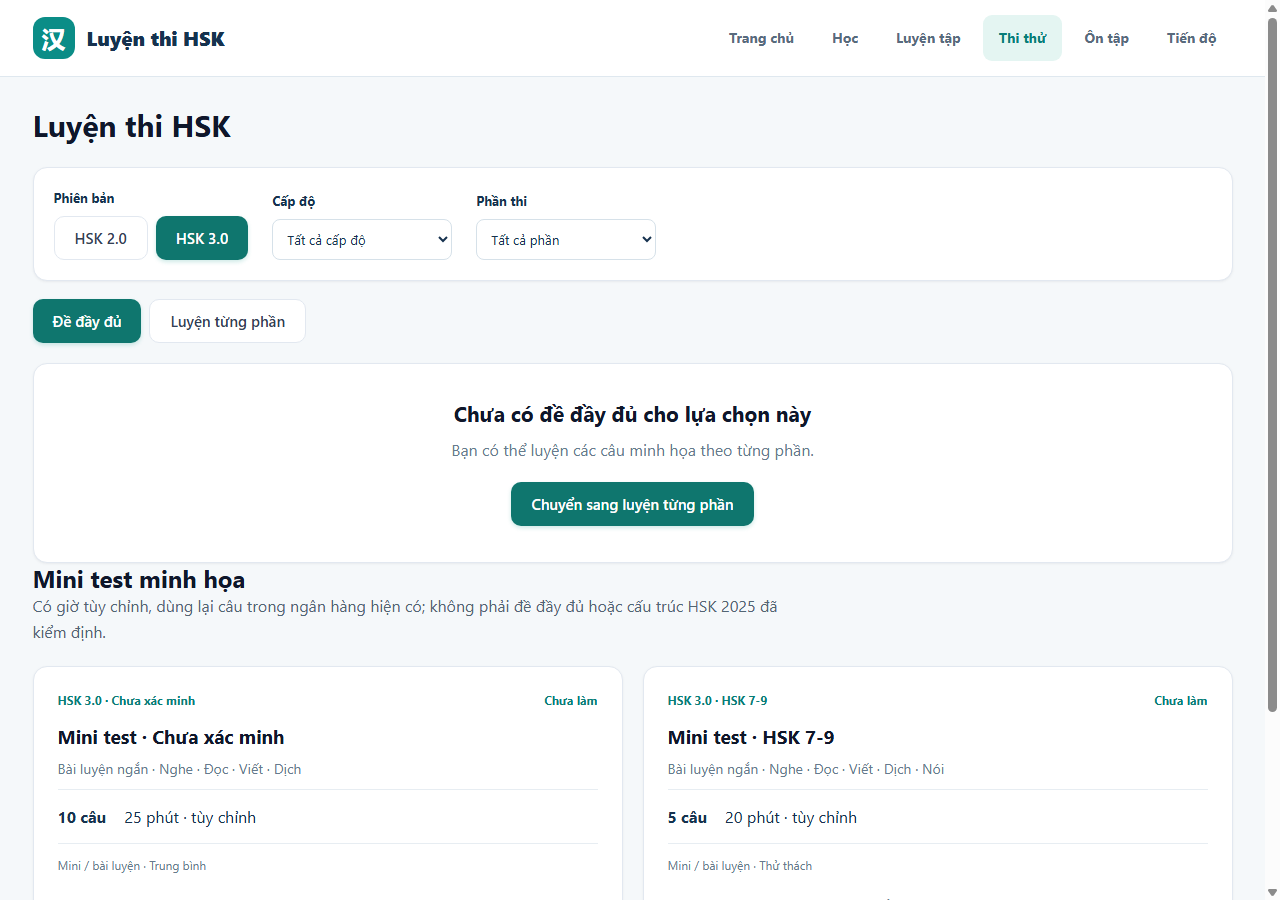 汉 Luyện thi HSK
Trang chủ Học Luyện tập Thi thử Ôn tập Tiến độ
Luyện thi HSK
Phiên bản Cấp độ Phần thi
HSK 2.0 HSK 3.0 Tất cả cấp độ Tất cả phần
Đề đầy đủ Luyện từng phần
Chưa có đề đầy đủ cho lựa chọn này
Bạn có thể luyện các câu minh họa theo từng phần.
Chuyển sang luyện từng phần
Mini test minh họa
Có giờ tùy chỉnh, dùng lại câu trong ngân hàng hiện có; không phải đề đầy đủ hoặc cấu trúc HSK 2025 đã
kiểm định.
HSK 3.0 · Chưa xác minh Chưa làm
Mini test · Chưa xác minh
Bài luyện ngắn · Nghe · Đọc · Viết · Dịch
10 câu 25 phút · tùy chỉnh
Mini / bài luyện · Trung bình
HSK 3.0 · HSK 7-9 Chưa làm
Mini test · HSK 7-9
Bài luyện ngắn · Nghe · Đọc · Viết · Dịch · Nói
5 câu 20 phút · tùy chỉnh
Mini / bài luyện · Thử thách